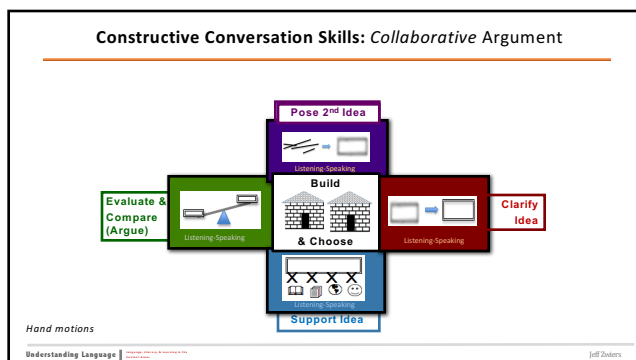 Constructive Conversation Skills: Collaborative Argument
Pose 2nd Idea
Listening-Speaking
Evaluate &
Compare
(Argue)
Listening-Speaking
Build
& Choose
Clarify
Idea
Listening-Speaking
Listening-Speaking
Support Idea
Hand motions
Understanding Language
Jeff Zwiers